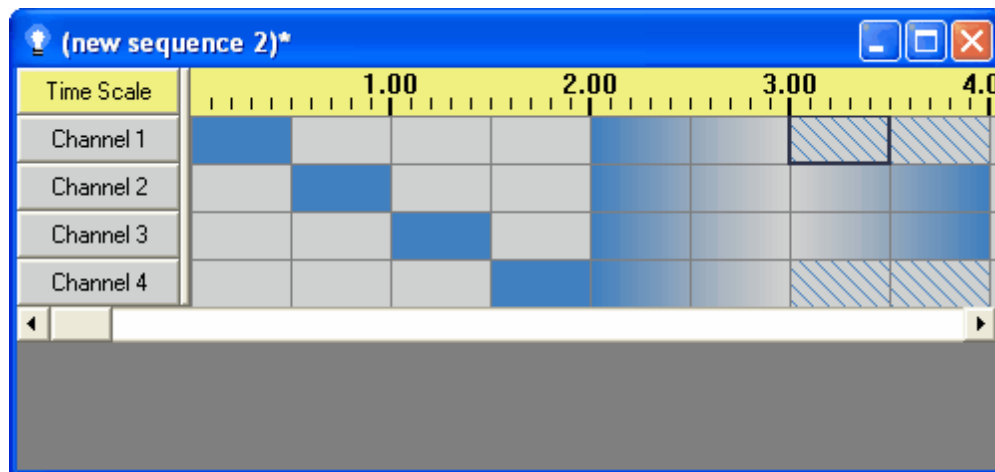 (new sequence 2)*
Time Scale 1.00 2.00 3.00 4.0
Channel 1
Channel 2
Channel 3
Channel 4